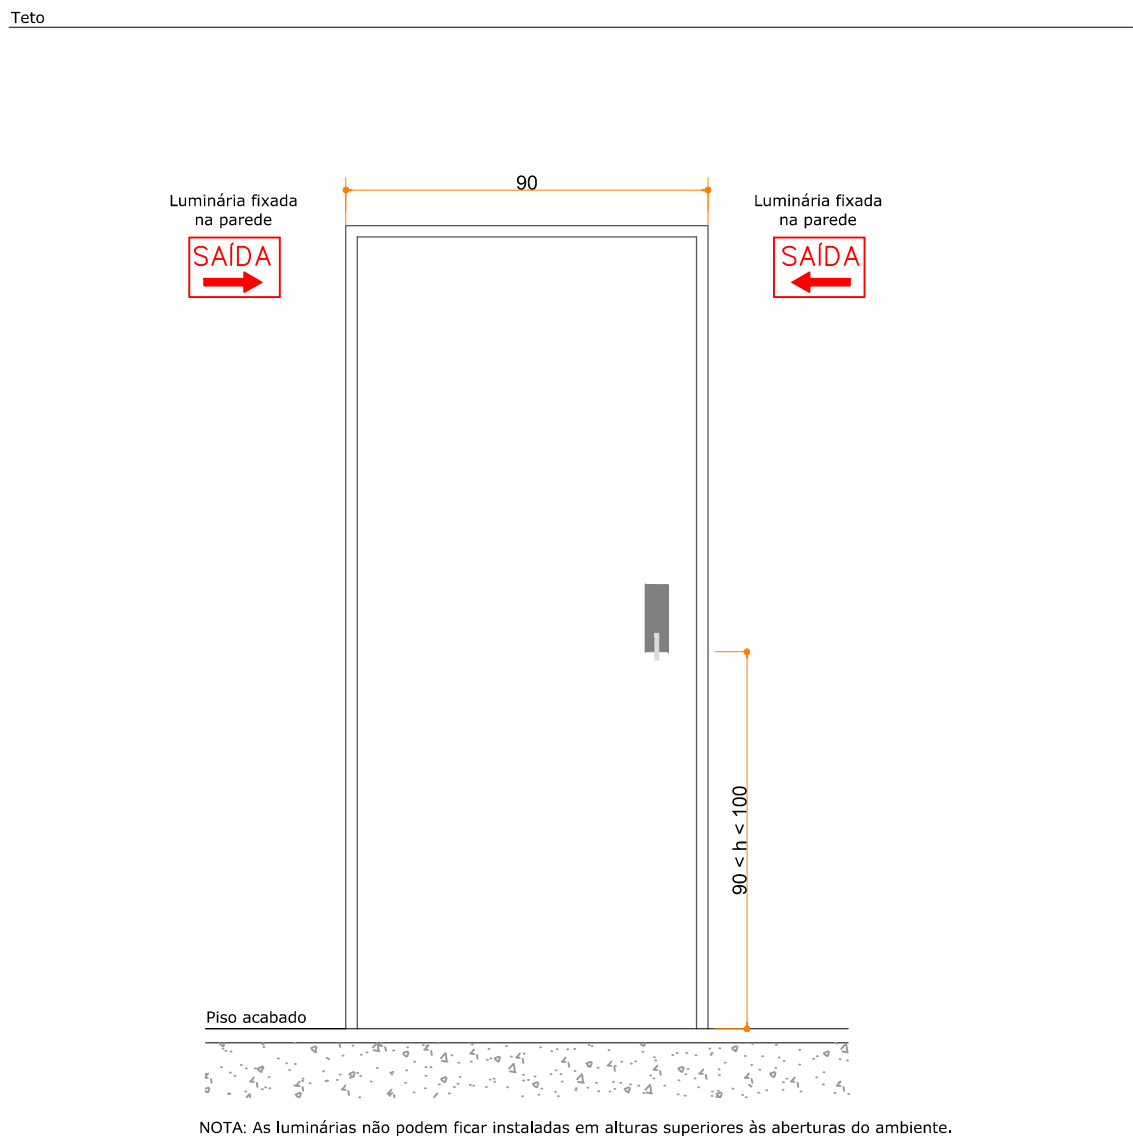 Teto
90
Luminária fixada
na parede
Luminária fixada
na parede
SAÍDA
SAÍDA
90 < h < 100
Piso acabado
NOTA: As luminárias não podem ficar instaladas em alturas superiores às aberturas do ambiente.